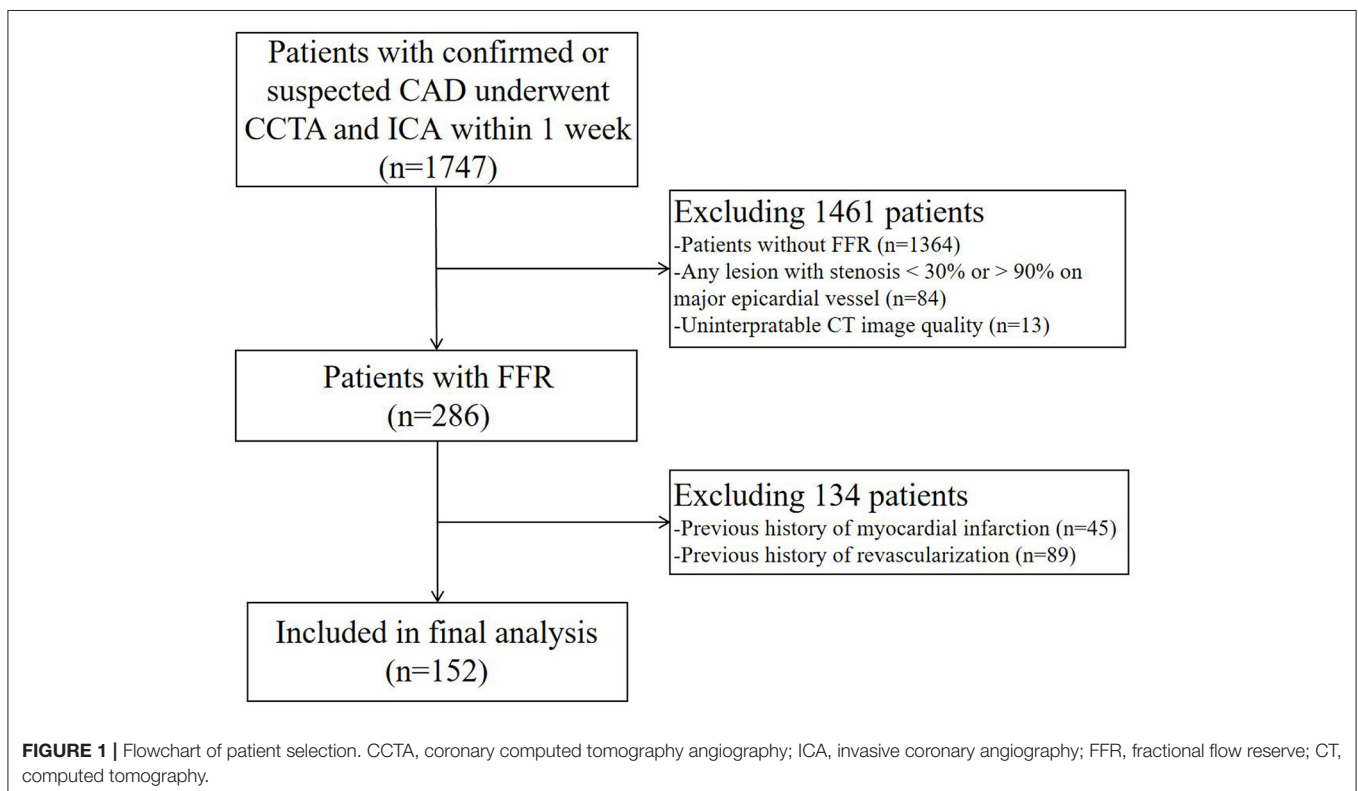 Patients with confirmed or
suspected CAD underwent
CCTA and ICA within 1 week
(n=1747)
Excluding 1461 patients
-Patients without FFR (n=1364)
-Any lesion with stenosis < 30% or > 90% on
major epicardial vessel (n=84)
-Uninterpratable CT image quality (n=13)
Patients with FFR
(n=286)
Excluding 134 patients
-Previous history of myocardial infarction (n=45)
-Previous history of revascularization (n=89)
Included in final analysis
(n=152)
FIGURE 1 | Flowchart of patient selection. CCTA, coronary computed tomography angiography; ICA, invasive coronary angiography; FFR, fractional flow reserve; CT,
computed tomography.